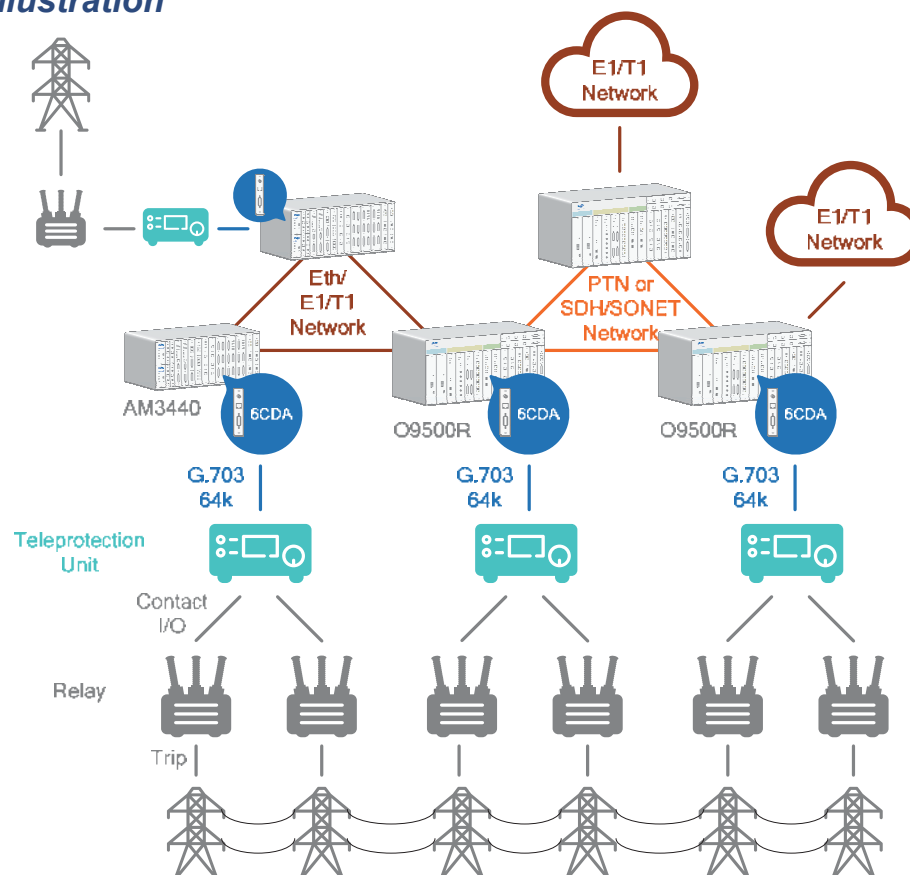 llustration
E1/T1
Network
E1/T1
Network
Eth/
E1/T1
Network
PTN or
SDH/SONET
Network
AM3440
6CDA
O9500R
6CDA
O9500R
6CDA
G.703
64k
G.703
64k
G.703
64k
Teleprotection
Unit
Contact
I/O
Relay
Trip